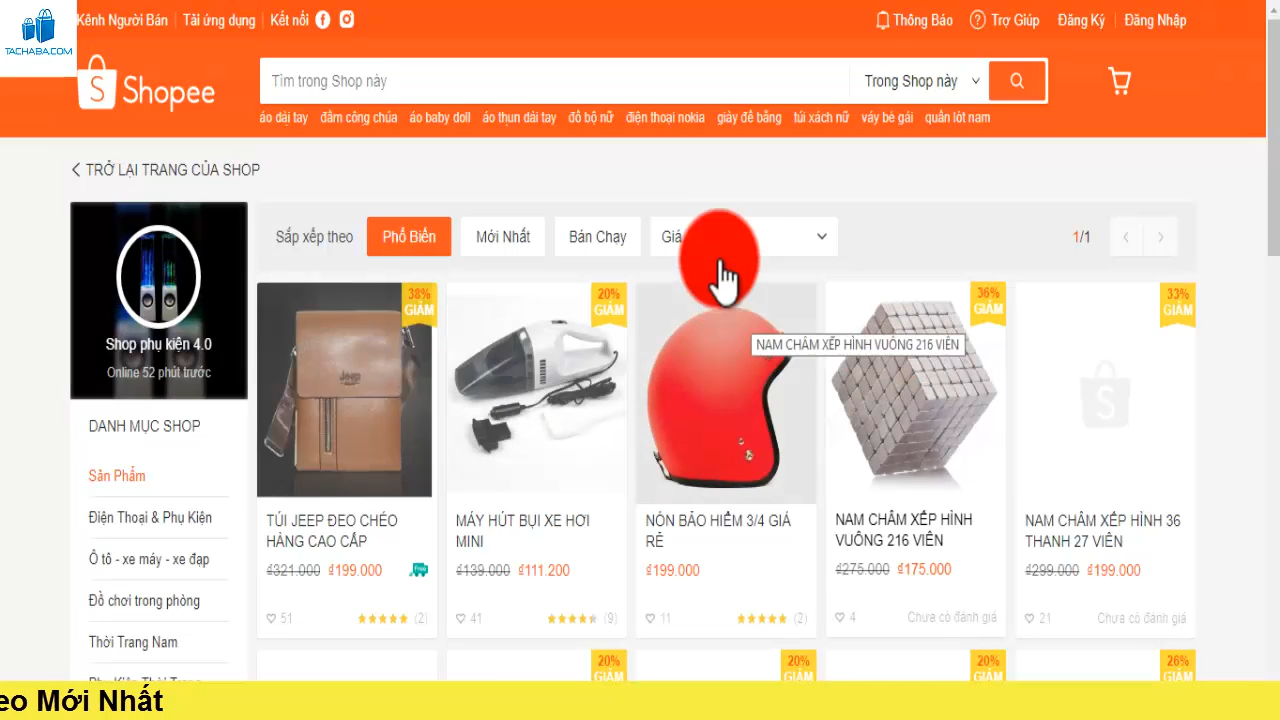 TACHABA.COM
Kênh Người Bán
Tải ứng dụng
Kết nối
Thông Báo
Trợ Giúp
Đăng Ký
Đăng Nhập
Shopee
Tìm trong Shop này
Trong Shop này
áo dài tay đầm công chúa áo baby doll áo thun dài tay đồ bộ nữ điện thoại nokia giày đế bằng túi xách nữ váy bé gái quần lót nam
TRỞ LẠI TRANG CỦA SHOP
Shop phụ kiện 4.0
Online 52 phút trước
DANH MỤC SHOP
Sản Phẩm
Điện Thoại & Phụ Kiện
Ô tô - xe máy - xe đạp
Đồ chơi trong phòng
Thời Trang Nam
Phụ Kiện Thời Trang
Sắp xếp theo
Phổ Biến
Mới Nhất
Bán Chạy
Giá
1/1
38%
GIẢM
Jeep
TÚI JEEP ĐEO CHÉO
HÀNG CAO CẤP
₫321.000 ₫199.000
51
(2)
20%
GIẢM
MÁY HÚT BỤI XE HƠI
MINI
₫139.000 ₫111.200
41
(9)
NÓN BẢO HIỂM 3/4 GIÁ
RẺ
₫199.000
11
(2)
36%
GIẢM
NAM CHÂM XẾP HÌNH VUÔNG 216 VIÊN
NAM CHÂM XẾP HÌNH
VUÔNG 216 VIÊN
₫275.000 ₫175.000
4
Chưa có đánh giá
33%
GIẢM
NAM CHÂM XẾP HÌNH 36
THANH 27 VIÊN
₫299.000 ₫199.000
21
Chưa có đánh giá
20%
GIẢM
20%
GIẢM
20%
GIẢM
26%
GIẢM
eo Mới Nhất